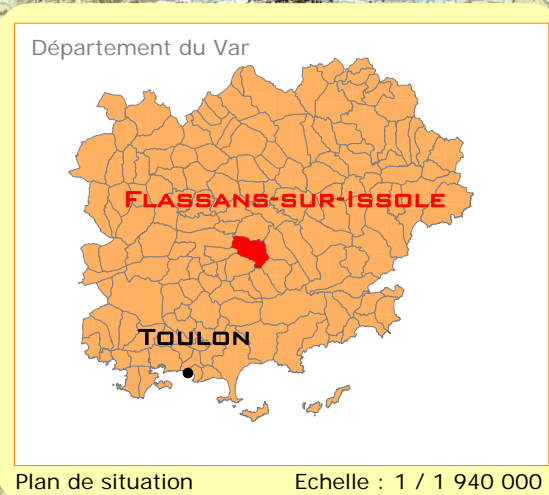 Département du Var
FLASSANS-SUR-ISSOLE
TOULON
Plan de situation Echelle : 1 / 1 940 000